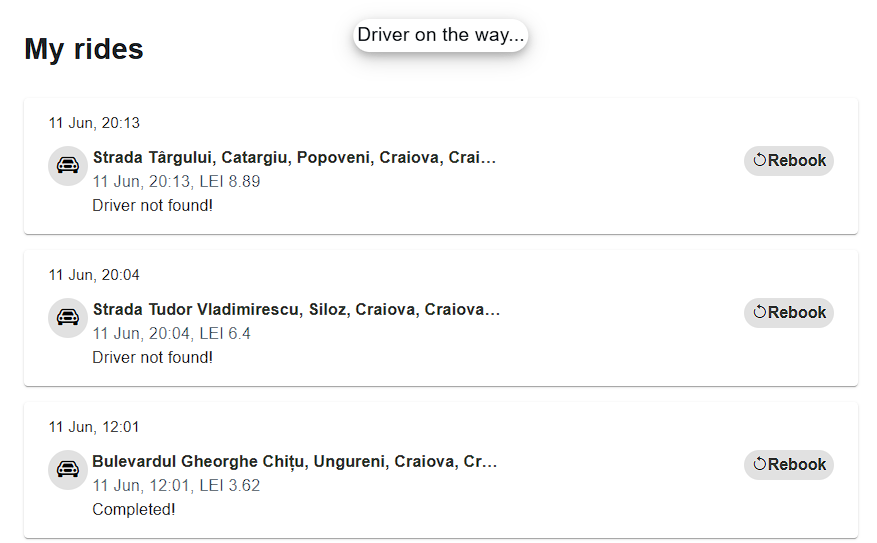 Driver on the way...
My rides
11 Jun, 20:13
Strada Târgului, Catargiu, Popoveni, Craiova, Crai...
Rebook
11 Jun, 20:13, LEI 8.89
Driver not found!
11 Jun, 20:04
Strada Tudor Vladimirescu, Siloz, Craiova, Craiova...
Rebook
11 Jun, 20:04, LEI 6.4
Driver not found!
11 Jun, 12:01
Bulevardul Gheorghe Chițu, Ungureni, Craiova, Cr...
Rebook
11 Jun, 12:01, LEI 3.62
Completed!